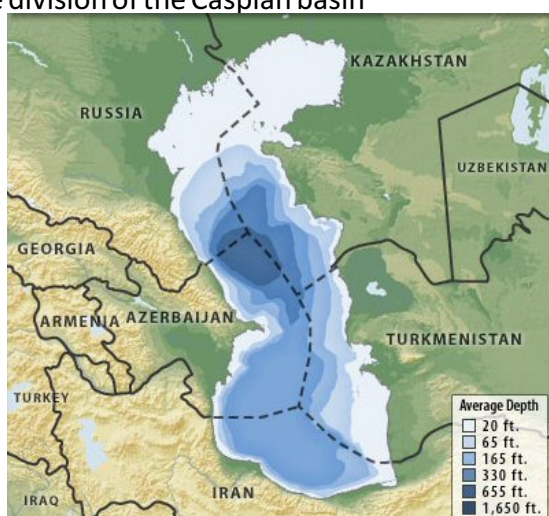 e division of the Caspian basin
KAZAKHSTAN
RUSSIA
UZBEKISTAN
GEORGIA
ARMENIA
AZERBAIJAN
TURKMENISTAN
TURKEY
Average Depth
20 ft.
65 ft.
165 ft.
330 ft.
655 ft.
1,650 ft.
IRAN
IRAQ